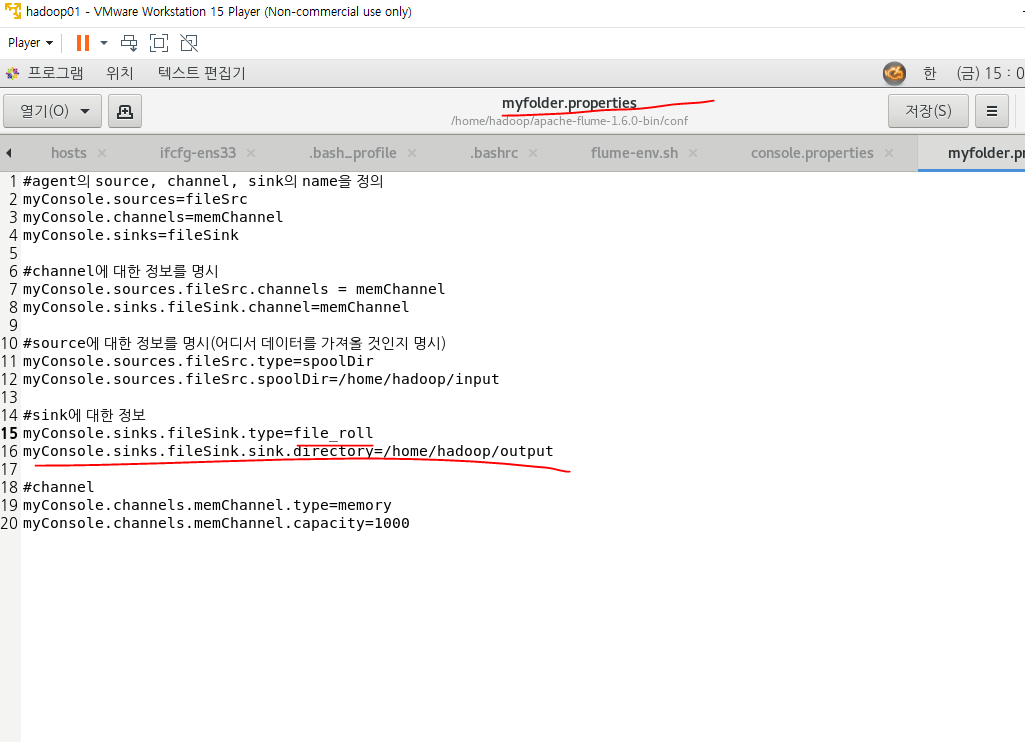 hadoop01 - VMware Workstation 15 Player (Non-commercial use only)
Player
프로그램 위치 텍스트 편집기 한 (금) 15 : 0
열기(O) myfolder.properties 저장(S)
/home/hadoop/apache-flume-1.6.0-bin/conf
hosts ifcfg-ens33 .bash_profile .bashrc flume-env.sh console.properties myfolder.pr
1 #agent의 source, channel, sink의 name을 정의
2 myConsole.sources=fileSrc
3 myConsole.channels=memChannel
4 myConsole.sinks=fileSink
5
6 #channel에 대한 정보를 명시
7 myConsole.sources.fileSrc.channels = memChannel
8 myConsole.sinks.fileSink.channel=memChannel
9
10 #source에 대한 정보를 명시(어디서 데이터를 가져올 것인지 명시)
11 myConsole.sources.fileSrc.type=spoolDir
12 myConsole.sources.fileSrc.spoolDir=/home/hadoop/input
13
14 #sink에 대한 정보
15 myConsole.sinks.fileSink.type=file_roll
16 myConsole.sinks.fileSink.sink.directory=/home/hadoop/output
17
18 #channel
19 myConsole.channels.memChannel.type=memory
20 myConsole.channels.memChannel.capacity=1000